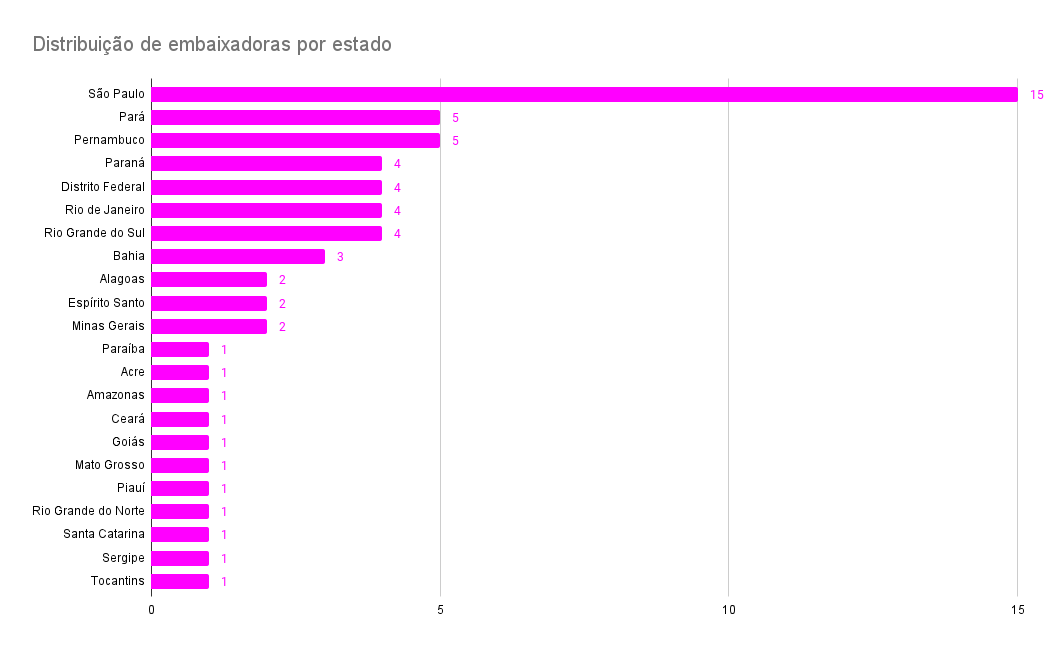 Distribuição de embaixadoras por estado
São Paulo 15
Pará 5
Pernambuco 5
Paraná 4
Distrito Federal 4
Rio de Janeiro 4
Rio Grande do Sul 4
Bahia 3
Alagoas 2
Espírito Santo 2
Minas Gerais 2
Paraíba 1
Acre 1
Amazonas 1
Ceará 1
Goiás 1
Mato Grosso 1
Piauí 1
Rio Grande do Norte 1
Santa Catarina 1
Sergipe 1
Tocantins 1
0 5 10 15